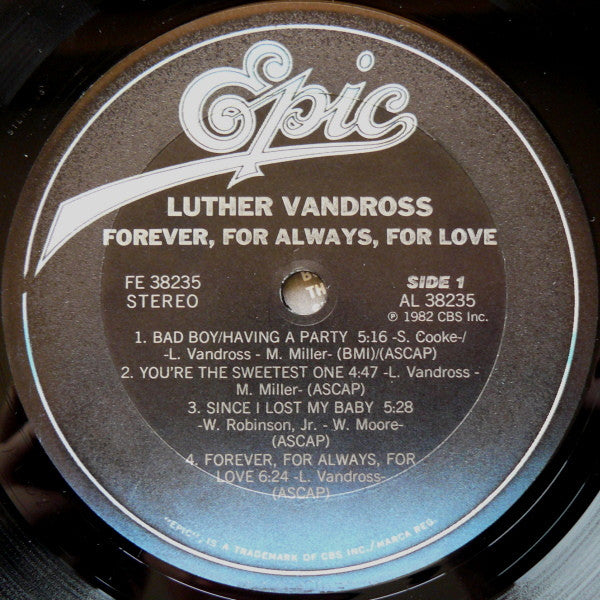 Epic
LUTHER VANDROSS
FOREVER, FOR ALWAYS, FOR LOVE
FE 38235
STEREO
SIDE 1
AL 38235
℗ 1982 CBS Inc.
TH
1. BAD BOY/HAVING A PARTY 5:16 -S. Cooke-/
-L. Vandross - M. Miller- (BMI)/(ASCAP)
2. YOU'RE THE SWEETEST ONE 4:47 -L. Vandross -
M. Miller- (ASCAP)
3. SINCE I LOST MY BABY 5:28
-W. Robinson, Jr. - W. Moore-
(ASCAP)
4. FOREVER, FOR ALWAYS, FOR
LOVE 6:24 -L. Vandross-
(ASCAP)
"EPIC", IS A TRADEMARK OF CBS INC./MARCA REG.